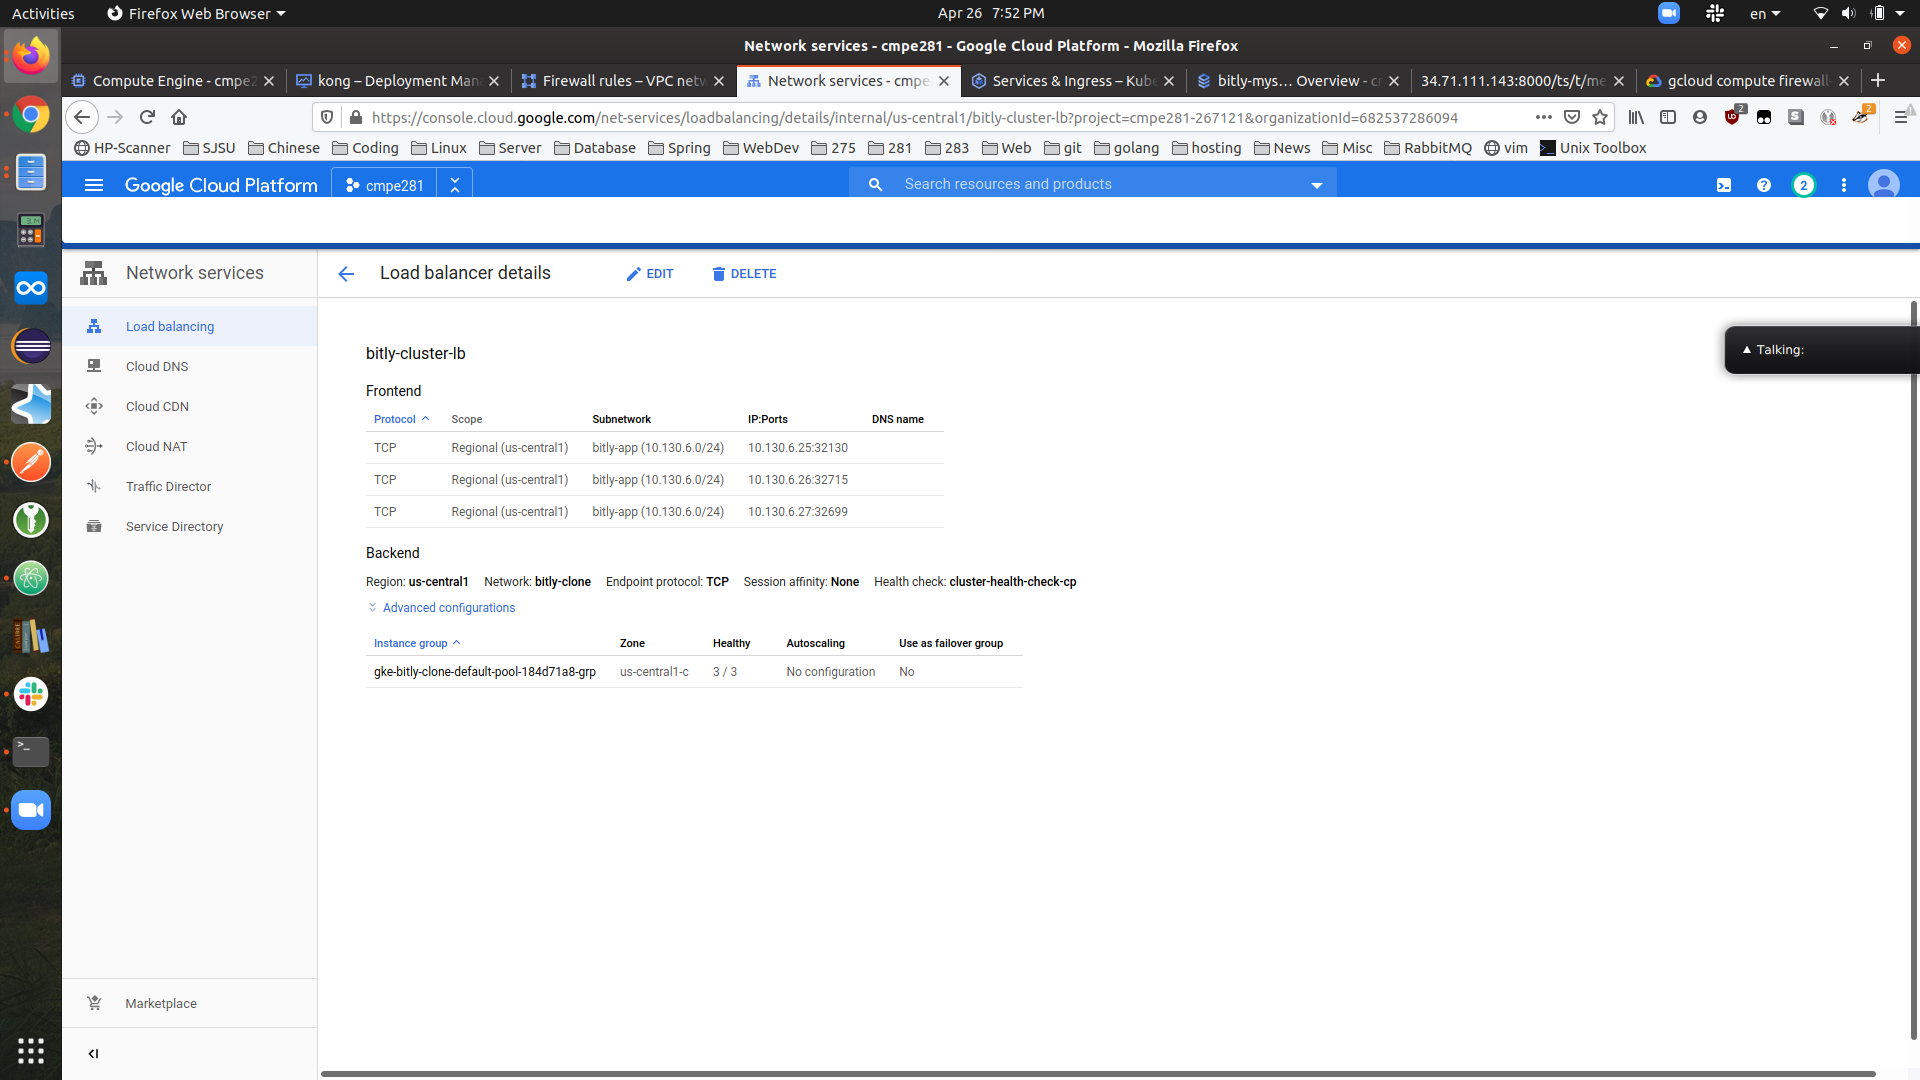 Activities Firefox Web Browser Apr 26 7:52 PM en
Network services - cmpe281 - Google Cloud Platform - Mozilla Firefox
Compute Engine - cmpe2 kong – Deployment Man Firewall rules – VPC netw Network services - cmpe Services & Ingress – Kube bitly-mys… Overview - c 34.71.111.143:8000/ts/t/me gcloud compute firewall
https://console.cloud.google.com/net-services/loadbalancing/details/internal/us-central1/bitly-cluster-lb?project=cmpe281-267121&organizationId=682537286094 2 2
HP-Scanner SJSU Chinese Coding Linux Server Database Spring WebDev 275 281 283 Web git golang hosting News Misc RabbitMQ vim Unix Toolbox
Google Cloud Platform cmpe281 Search resources and products 2
Network services Load balancer details EDIT DELETE
Load balancing
Cloud DNS
Cloud CDN
Cloud NAT
Traffic Director
Service Directory
Marketplace
bitly-cluster-lb
Talking:
Frontend
Protocol Scope Subnetwork IP:Ports DNS name
TCP Regional (us-central1) bitly-app (10.130.6.0/24) 10.130.6.25:32130
TCP Regional (us-central1) bitly-app (10.130.6.0/24) 10.130.6.26:32715
TCP Regional (us-central1) bitly-app (10.130.6.0/24) 10.130.6.27:32699
Backend
Region: us-central1 Network: bitly-clone Endpoint protocol: TCP Session affinity: None Health check: cluster-health-check-cp
Advanced configurations
Instance group Zone Healthy Autoscaling Use as failover group
gke-bitly-clone-default-pool-184d71a8-grp us-central1-c 3 / 3 No configuration No